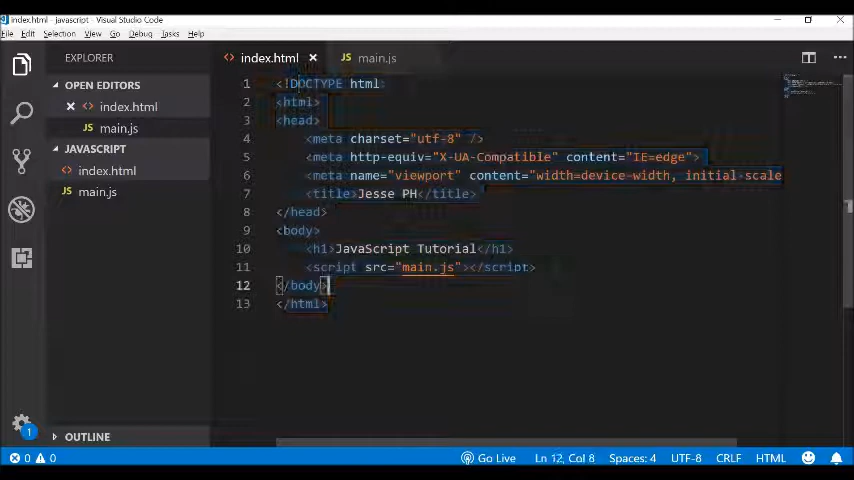 index.html - javascript - Visual Studio Code
File Edit Selection View Go Debug Tasks Help
EXPLORER
index.html
main.js
OPEN EDITORS
index.html
main.js
JAVASCRIPT
index.html
main.js
OUTLINE
1 <!DOCTYPE html>
2 <html>
3 <head>
4 <meta charset="utf-8" />
5 <meta http-equiv="X-UA-Compatible" content="IE=edge">
6 <meta name="viewport" content="width=device-width, initial-scale
7 <title>Jesse PH</title>
8 </head>
9 <body>
10 <h1>JavaScript Tutorial</h1>
11 <script src="main.js"></script>
12 </body>
13 </html>
1
0 0 Go Live Ln 12, Col 8 Spaces: 4 UTF-8 CRLF HTML